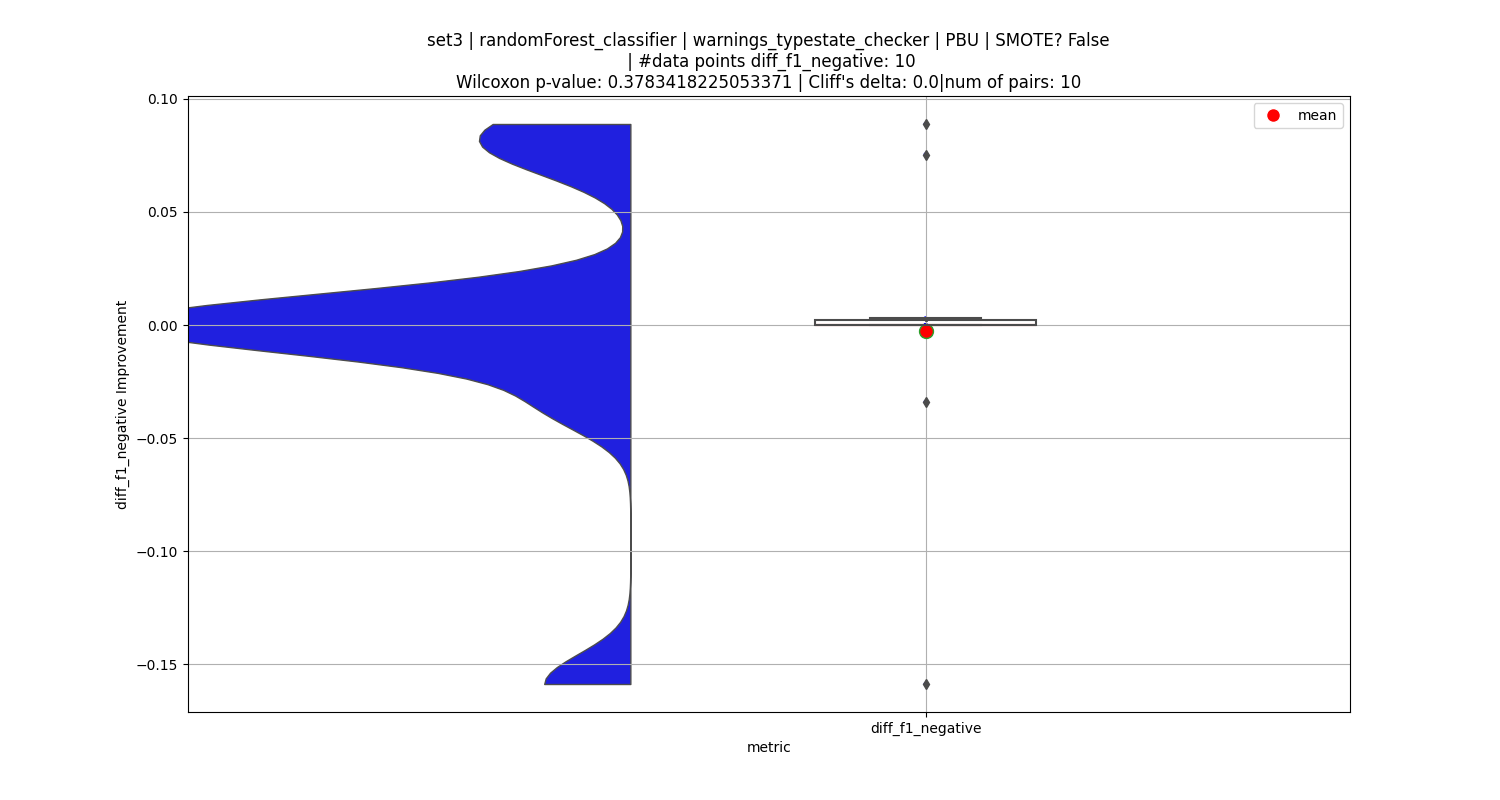 set3 | randomForest_classifier | warnings_typestate_checker | PBU | SMOTE? False
| #data points diff_f1_negative: 10
Wilcoxon p-value: 0.3783418225053371 | Cliff's delta: 0.0|num of pairs: 10
mean
0.10
0.05
0.00
−0.05
−0.10
−0.15
diff_f1_negative Improvement
diff_f1_negative
metric